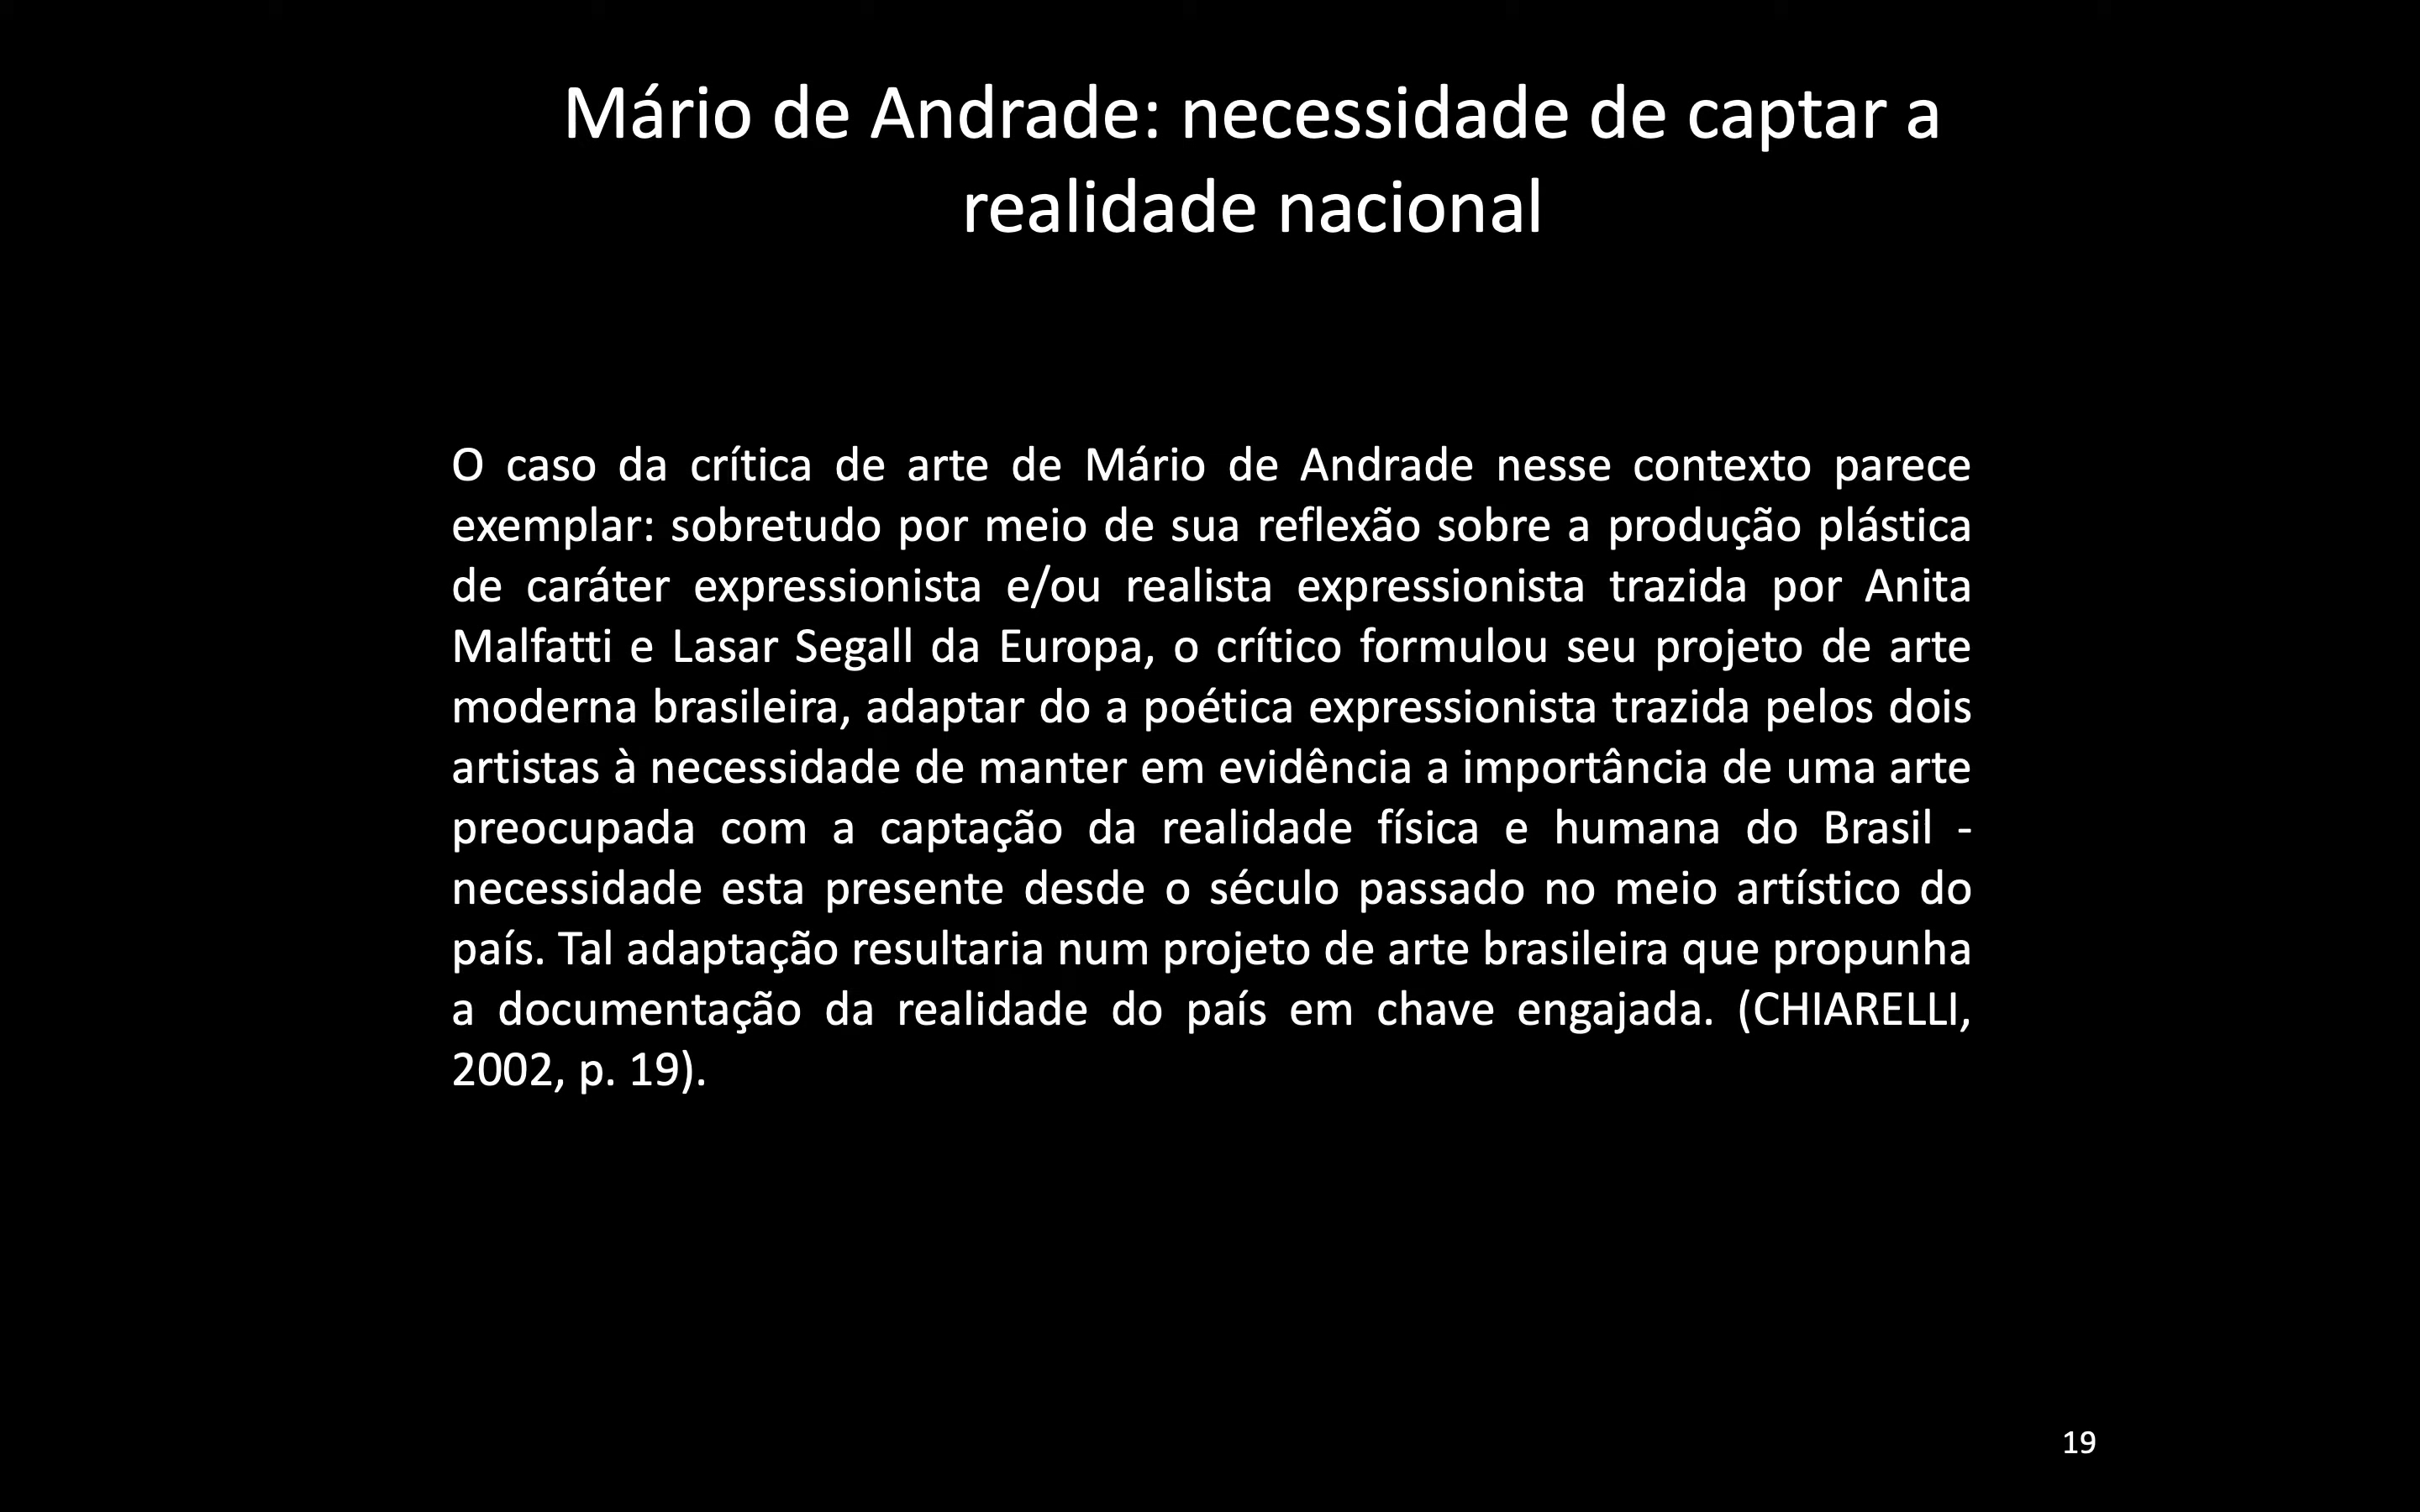 Mário de Andrade: necessidade de captar a
realidade nacional
O caso da crítica de arte de Mário de Andrade nesse contexto parece
exemplar: sobretudo por meio de sua reflexão sobre a produção plástica
de caráter expressionista e/ou realista expressionista trazida por Anita
Malfatti e Lasar Segall da Europa, o crítico formulou seu projeto de arte
moderna brasileira, adaptar do a poética expressionista trazida pelos dois
artistas à necessidade de manter em evidência a importância de uma arte
preocupada com a captação da realidade física e humana do Brasil -
necessidade esta presente desde o século passado no meio artístico do
país. Tal adaptação resultaria num projeto de arte brasileira que propunha
a documentação da realidade do país em chave engajada. (CHIARELLI,
2002, p. 19).
19